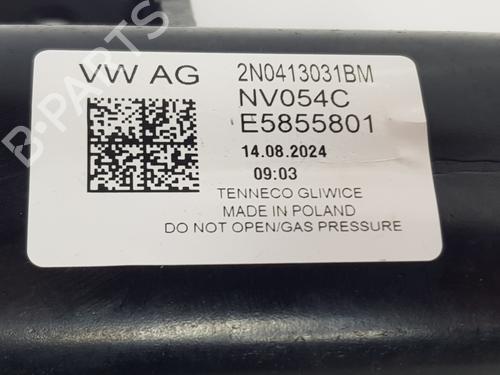 VW AG 2N0413031BM
NV054C
E5855801
14.08.2024
09:03
TENNECO GLIWICE
MADE IN POLAND
DO NOT OPEN/GAS PRESSURE
B-PARTS